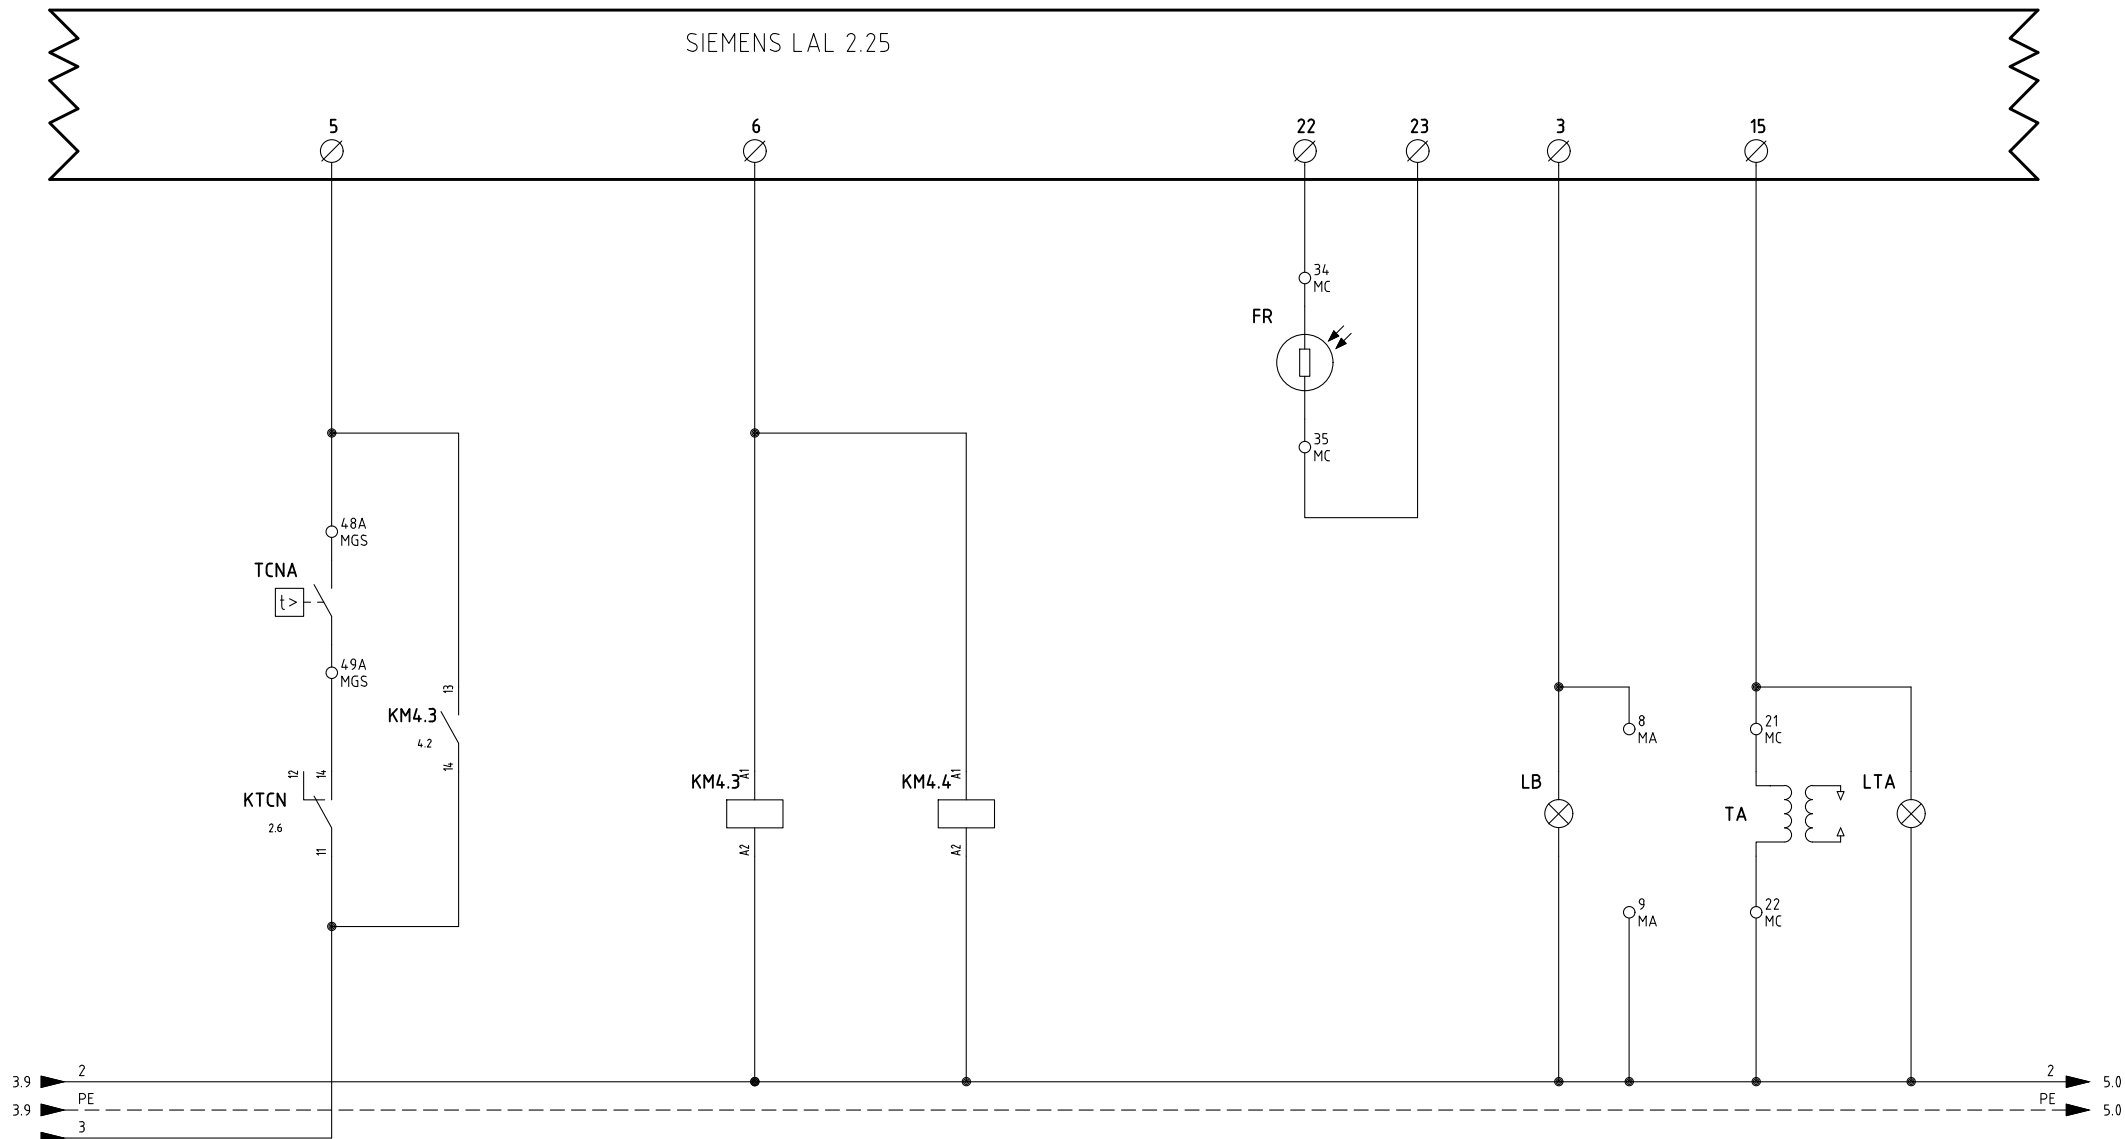 SIEMENS LAL 2.25
5
6
22
23
3
15
34
MC
FR
35
MC
48A
MGS
TCNA
t>
49A
MGS
13
KM4.3
4.2
14
12
14
KTCN
2.6
11
KM4.3
A1
A2
KM4.4
A1
A2
8
MA
LB
9
MA
21
MC
TA
LTA
22
MC
3.9
2
2
5.0
3.9
PE
PE
5.0
3